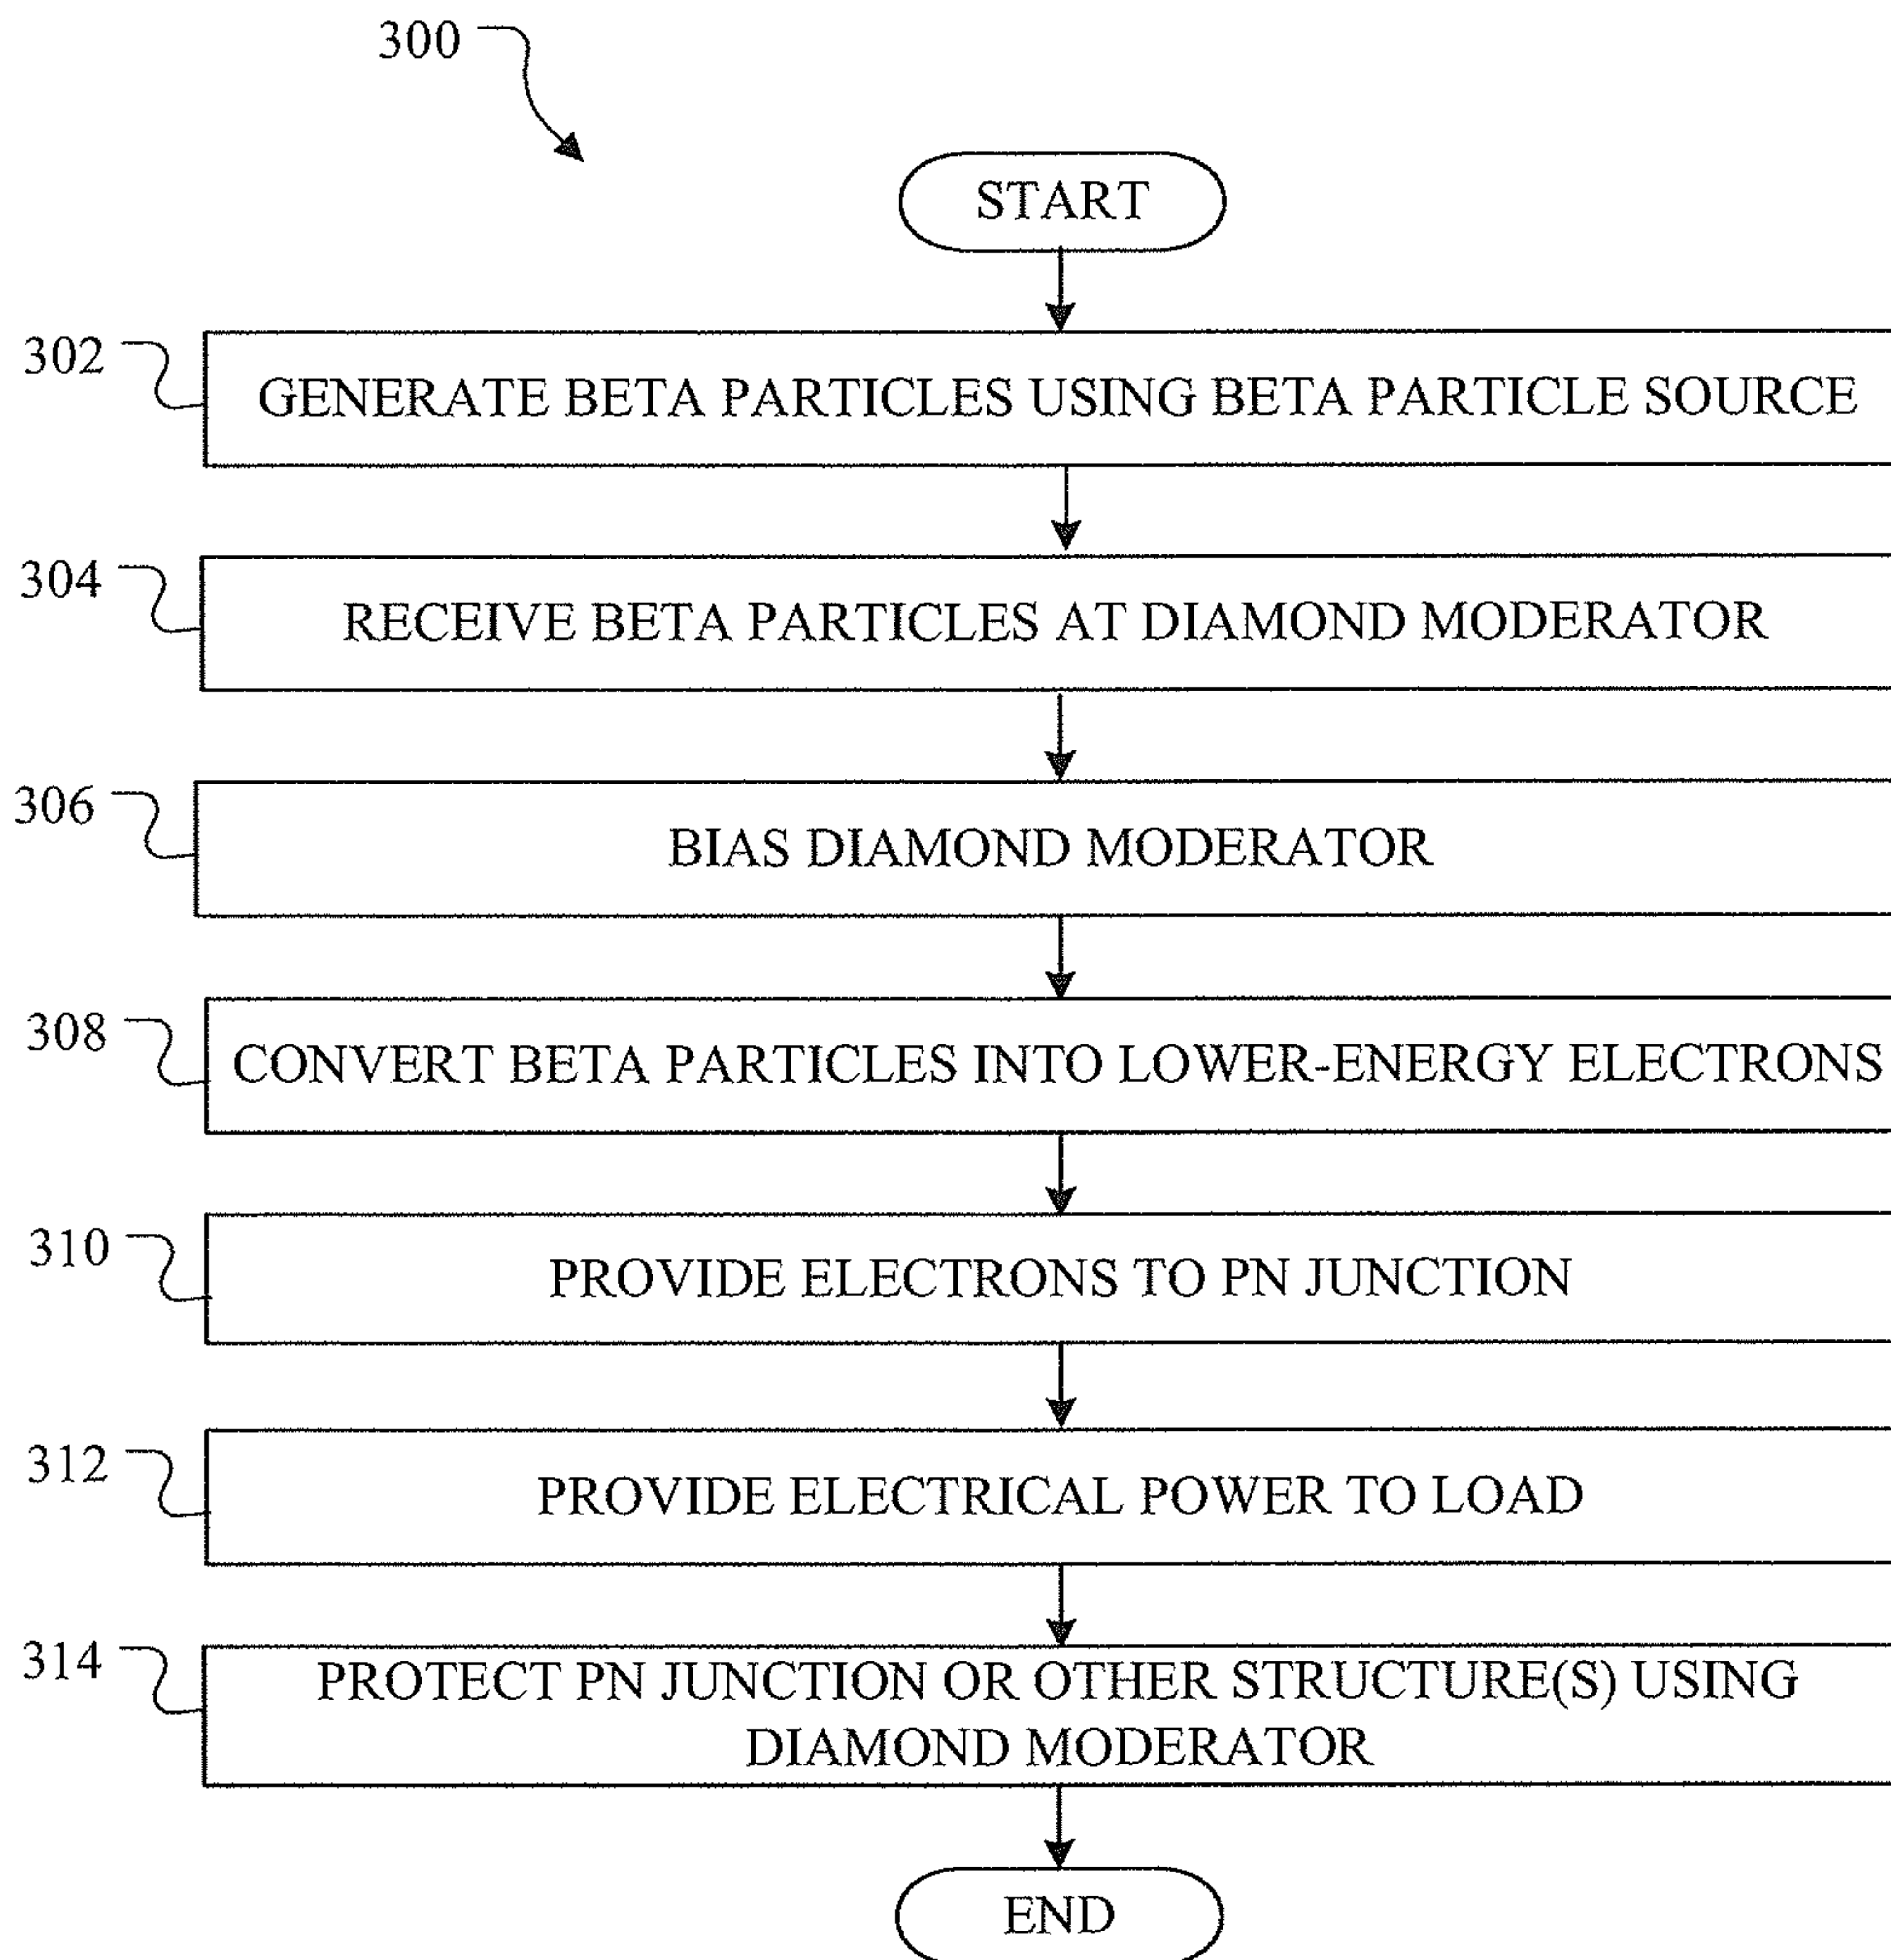 300
START
302
GENERATE BETA PARTICLES USING BETA PARTICLE SOURCE
304
RECEIVE BETA PARTICLES AT DIAMOND MODERATOR
306
BIAS DIAMOND MODERATOR
308
CONVERT BETA PARTICLES INTO LOWER-ENERGY ELECTRONS
310
PROVIDE ELECTRONS TO PN JUNCTION
312
PROVIDE ELECTRICAL POWER TO LOAD
314
PROTECT PN JUNCTION OR OTHER STRUCTURE(S) USING
DIAMOND MODERATOR
END